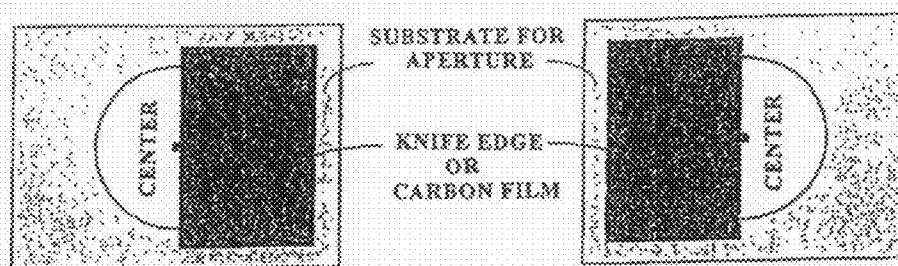 SUBSTRATE FOR
APERTURE
CENTER
KNIFE EDGE
OR
CARBON FILM
CENTER